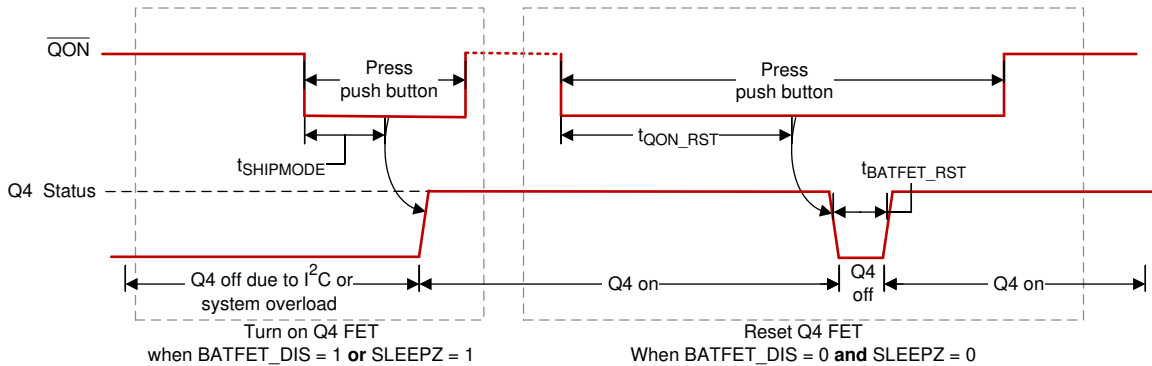 QON
Press
push button
Press
push button
tSHIPMODE
tQON_RST
tBATFET_RST
Q4 Status
Q4 off due to I2C or
system overload
Q4 on
Q4
off
Q4 on
Turn on Q4 FET
when BATFET_DIS = 1 or SLEEPZ = 1
Reset Q4 FET
When BATFET_DIS = 0 and SLEEPZ = 0